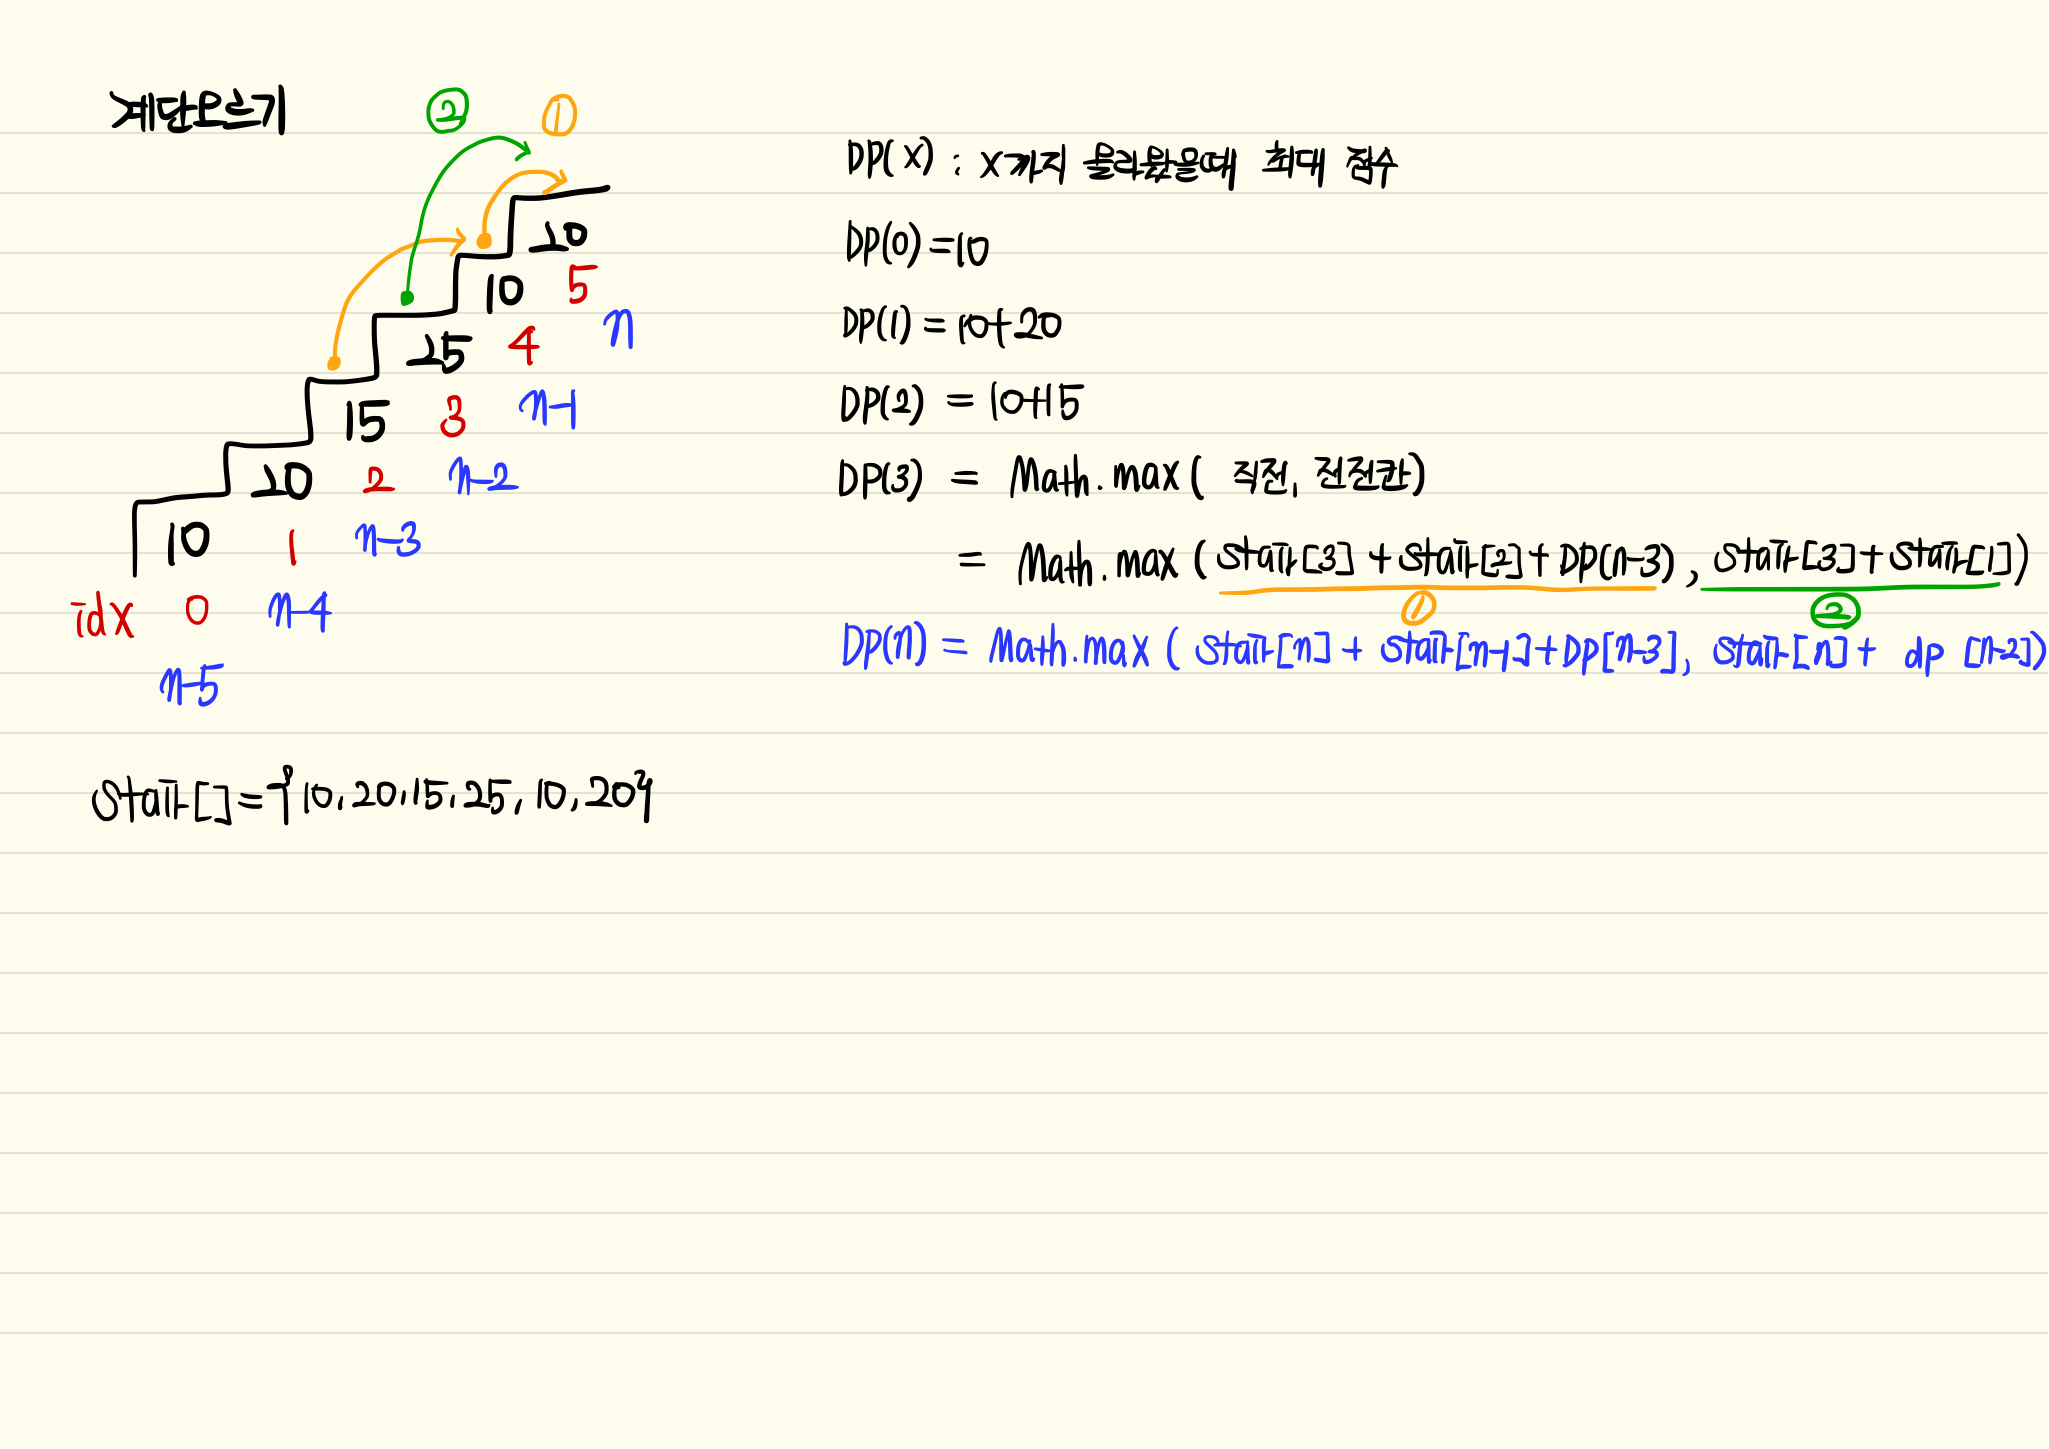 계단오르기
② ①
20
10 5
25 4 n
15 3 n-1
20 2 n-2
10 1 n-3
idx 0 n-4
n-5
stair[]={10,20,15,25,10,20}
DP(x) : x까지 올라왔을때 최대 점수
DP(0)=10
DP(1)=10+20
DP(2) = 10+15
DP(3) = Math.max( 직전, 전전칸)
= Math.max (stair[3] + stair[2] + DP(n-3), stair[3]+stair[1])
① ②
DP(n) = Math.max ( stair[n] + stair[n-1]+DP[n-3], stair[n] + dp [n-2])